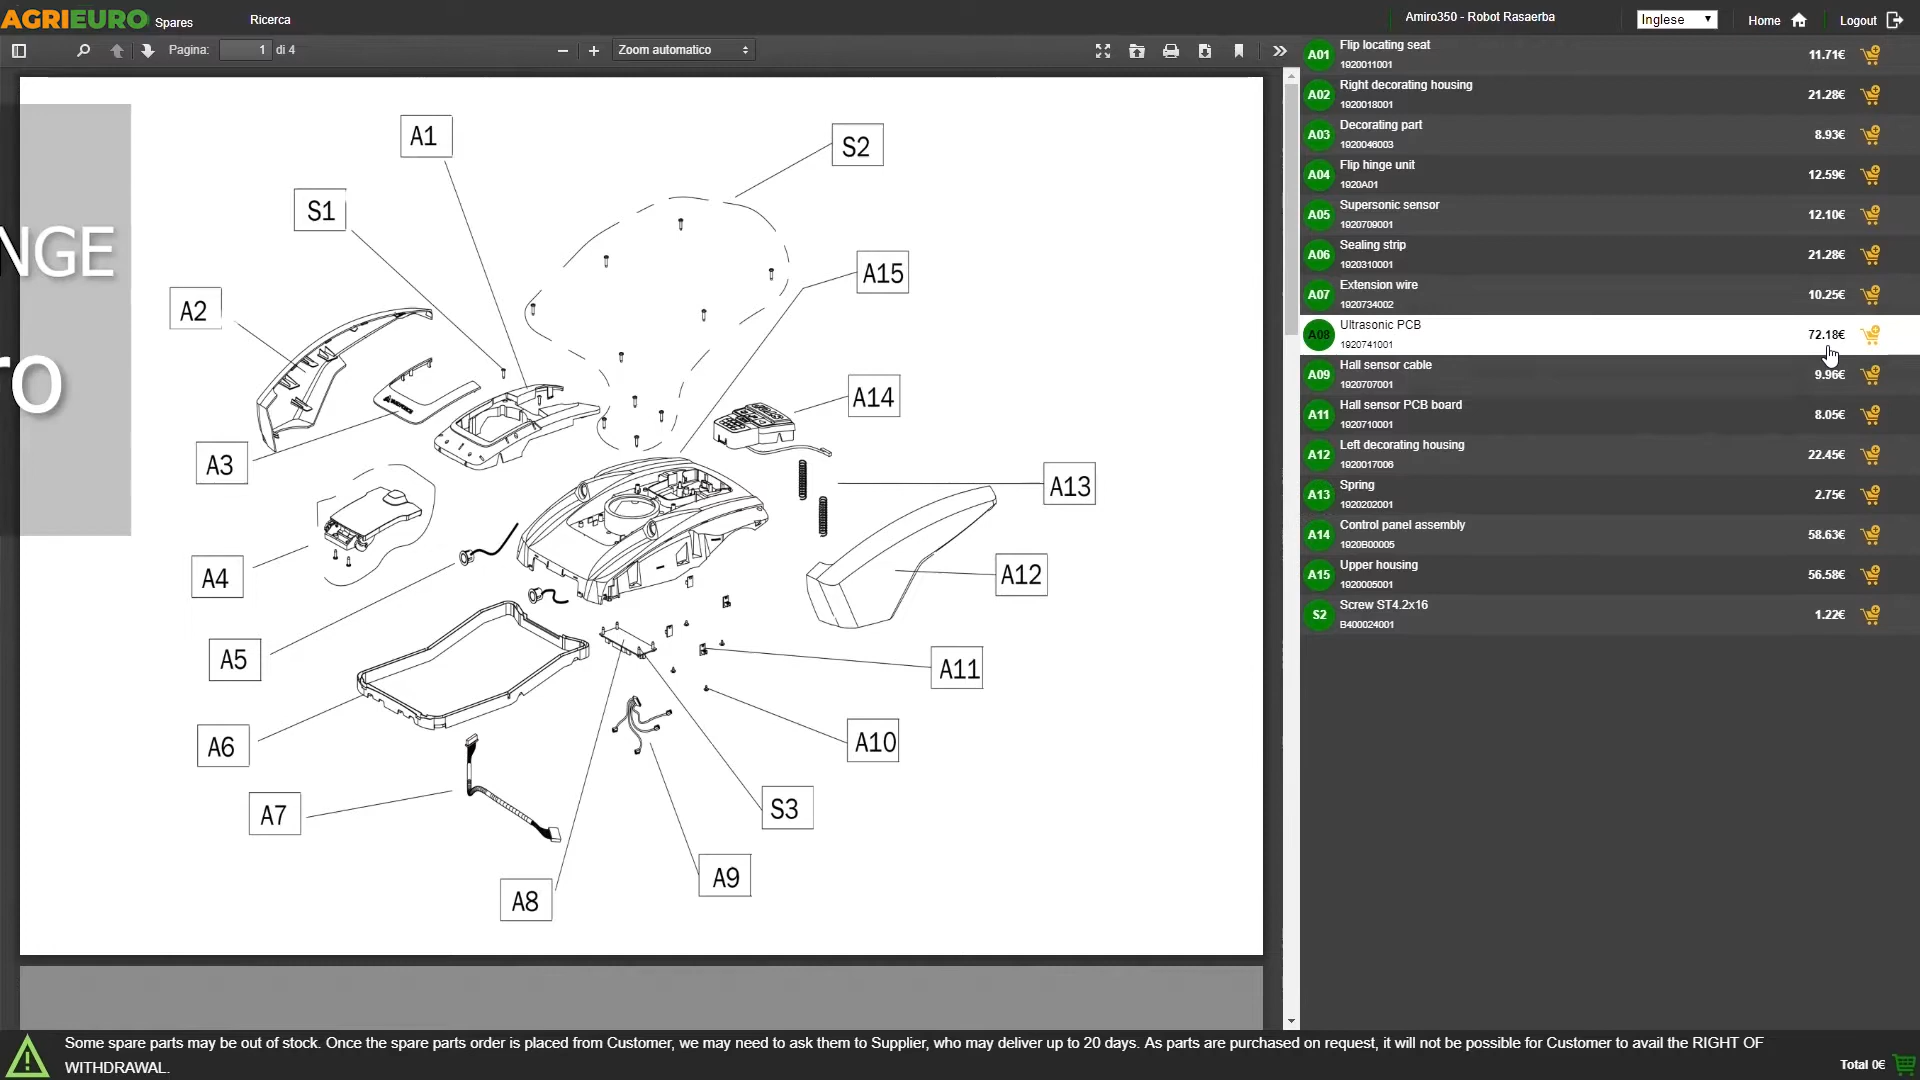 AGRIEURO Spares
Ricerca
Amiro350 - Robot Rasaerba
Inglese
Home
Logout
Pagina: 1 di 4
Zoom automatico
NGE
ro
A1
S2
S1
A15
A2
A14
A3
A13
A4
A12
A5
A11
A6
A10
A7
S3
A9
A8
A01 Flip locating seat 11.71€
1920011001
A02 Right decorating housing 21.28€
1920018001
A03 Decorating part 8.93€
1920046003
A04 Flip hinge unit 12.59€
1920A01
A05 Supersonic sensor 12.10€
1920709001
A06 Sealing strip 21.28€
1920310001
A07 Extension wire 10.25€
1920734002
A08 Ultrasonic PCB 72.18€
1920741001
A09 Hall sensor cable 9.96€
1920707001
A11 Hall sensor PCB board 8.05€
1920710001
A12 Left decorating housing 22.45€
1920017006
A13 Spring 2.75€
1920202001
A14 Control panel assembly 58.63€
1920B00005
A15 Upper housing 56.58€
1920005001
S2 Screw ST4.2x16 1.22€
B400024001
Some spare parts may be out of stock. Once the spare parts order is placed from Customer, we may need to ask them to Supplier, who may deliver up to 20 days. As parts are purchased on request, it will not be possible for Customer to avail the RIGHT OF
WITHDRAWAL.
Total 0€